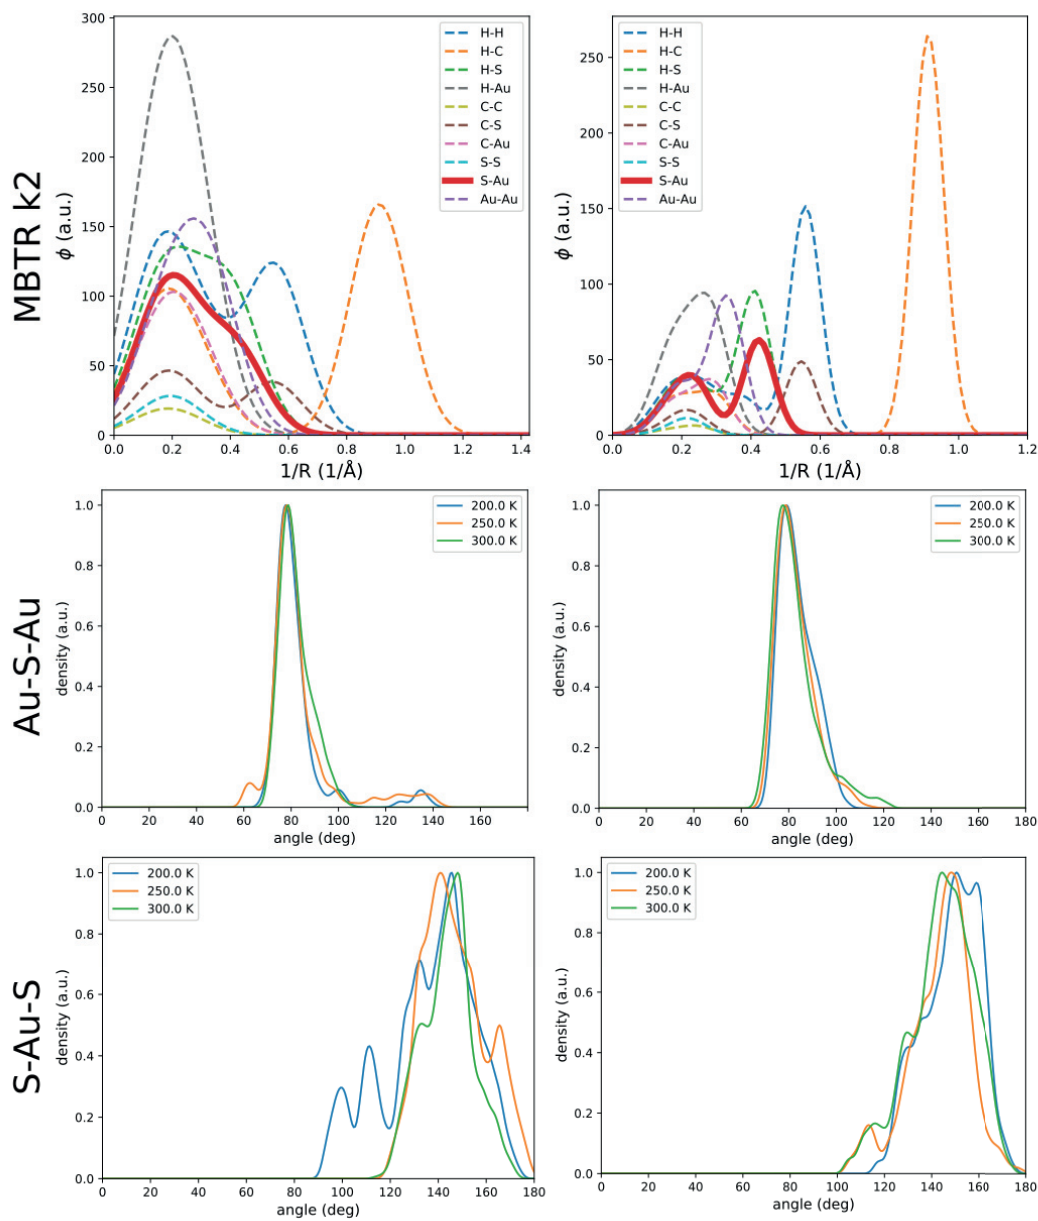 MBTR k2
ϕ (a.u.)
300
250
200
150
100
50
0
0.0 0.2 0.4 0.6 0.8 1.0 1.2 1.4
1/R (1/Å)
H-H
H-C
H-S
H-Au
C-C
C-S
C-Au
S-S
S-Au
Au-Au
ϕ (a.u.)
250
200
150
100
50
0
0.0 0.2 0.4 0.6 0.8 1.0 1.2
1/R (1/Å)
H-H
H-C
H-S
H-Au
C-C
C-S
C-Au
S-S
S-Au
Au-Au
Au-S-Au
density (a.u.)
1.0
0.8
0.6
0.4
0.2
0.0
0 20 40 60 80 100 120 140 160
angle (deg)
200.0 K
250.0 K
300.0 K
density (a.u.)
1.0
0.8
0.6
0.4
0.2
0.0
0 20 40 60 80 100 120 140 160 180
angle (deg)
200.0 K
250.0 K
300.0 K
S-Au-S
density (a.u.)
1.0
0.8
0.6
0.4
0.2
0.0
0 20 40 60 80 100 120 140 160 180
angle (deg)
200.0 K
250.0 K
300.0 K
density (a.u.)
1.0
0.8
0.6
0.4
0.2
0.0
0 20 40 60 80 100 120 140 160 180
angle (deg)
200.0 K
250.0 K
300.0 K